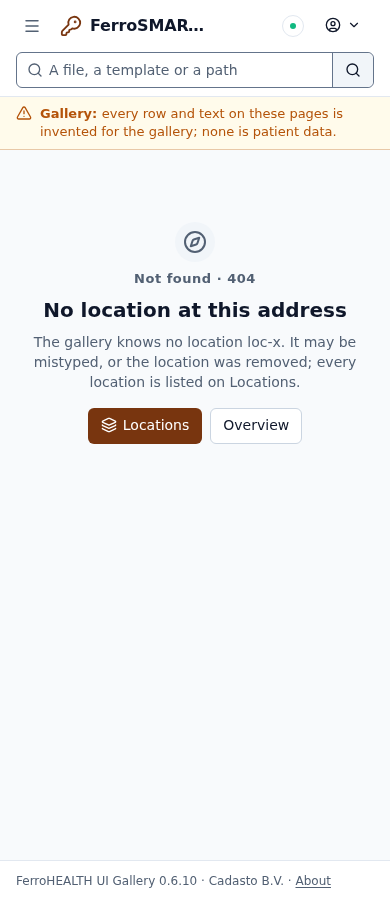 FerroSMAR…
A file, a template or a path
Gallery: every row and text on these pages is
invented for the gallery; none is patient data.
Not found · 404
No location at this address
The gallery knows no location loc-x. It may be
mistyped, or the location was removed; every
location is listed on Locations.
Locations
Overview
FerroHEALTH UI Gallery 0.6.10 · Cadasto B.V. · About